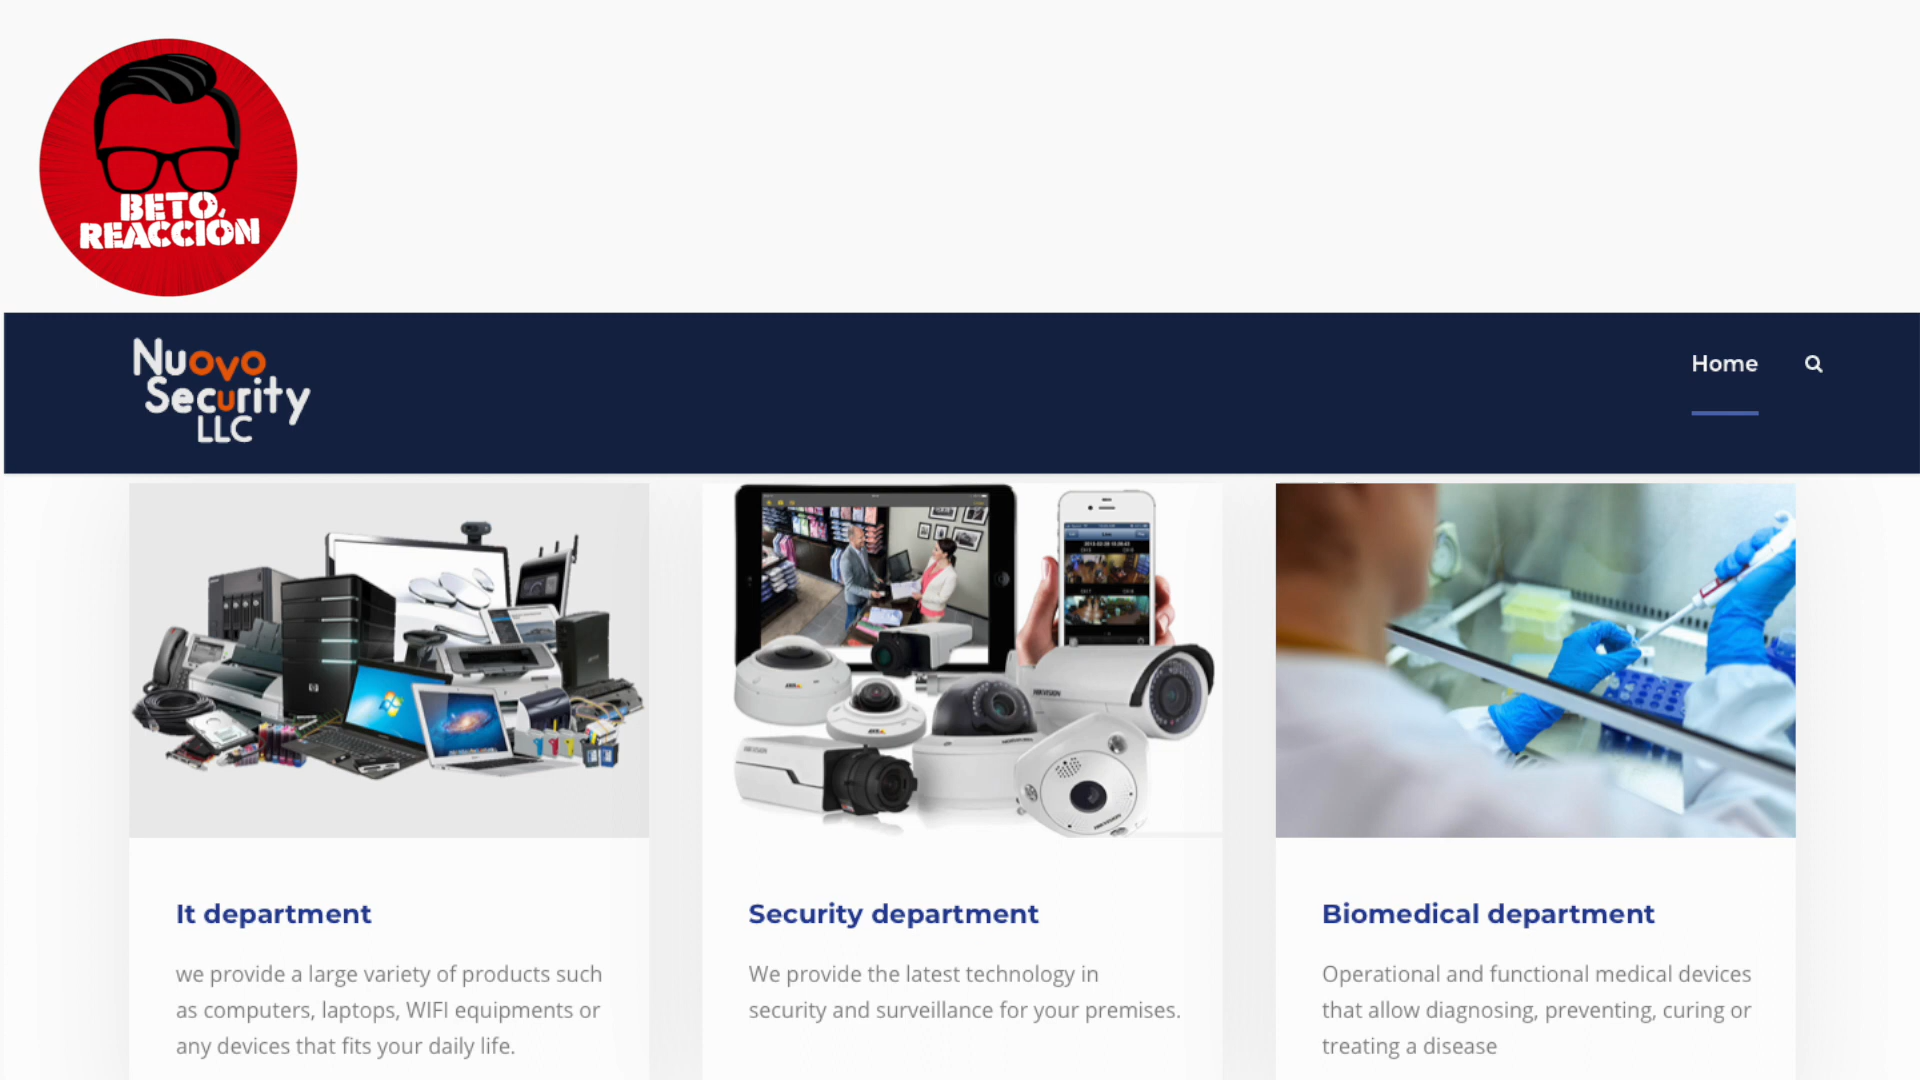 BETO,
REACCIÓN
Nuovo
Security
LLC
Home
It department
we provide a large variety of products such
as computers, laptops, WIFI equipments or
any devices that fits your daily life.
HIKVISION
Security department
We provide the latest technology in
security and surveillance for your premises.
Biomedical department
Operational and functional medical devices
that allow diagnosing, preventing, curing or
treating a disease